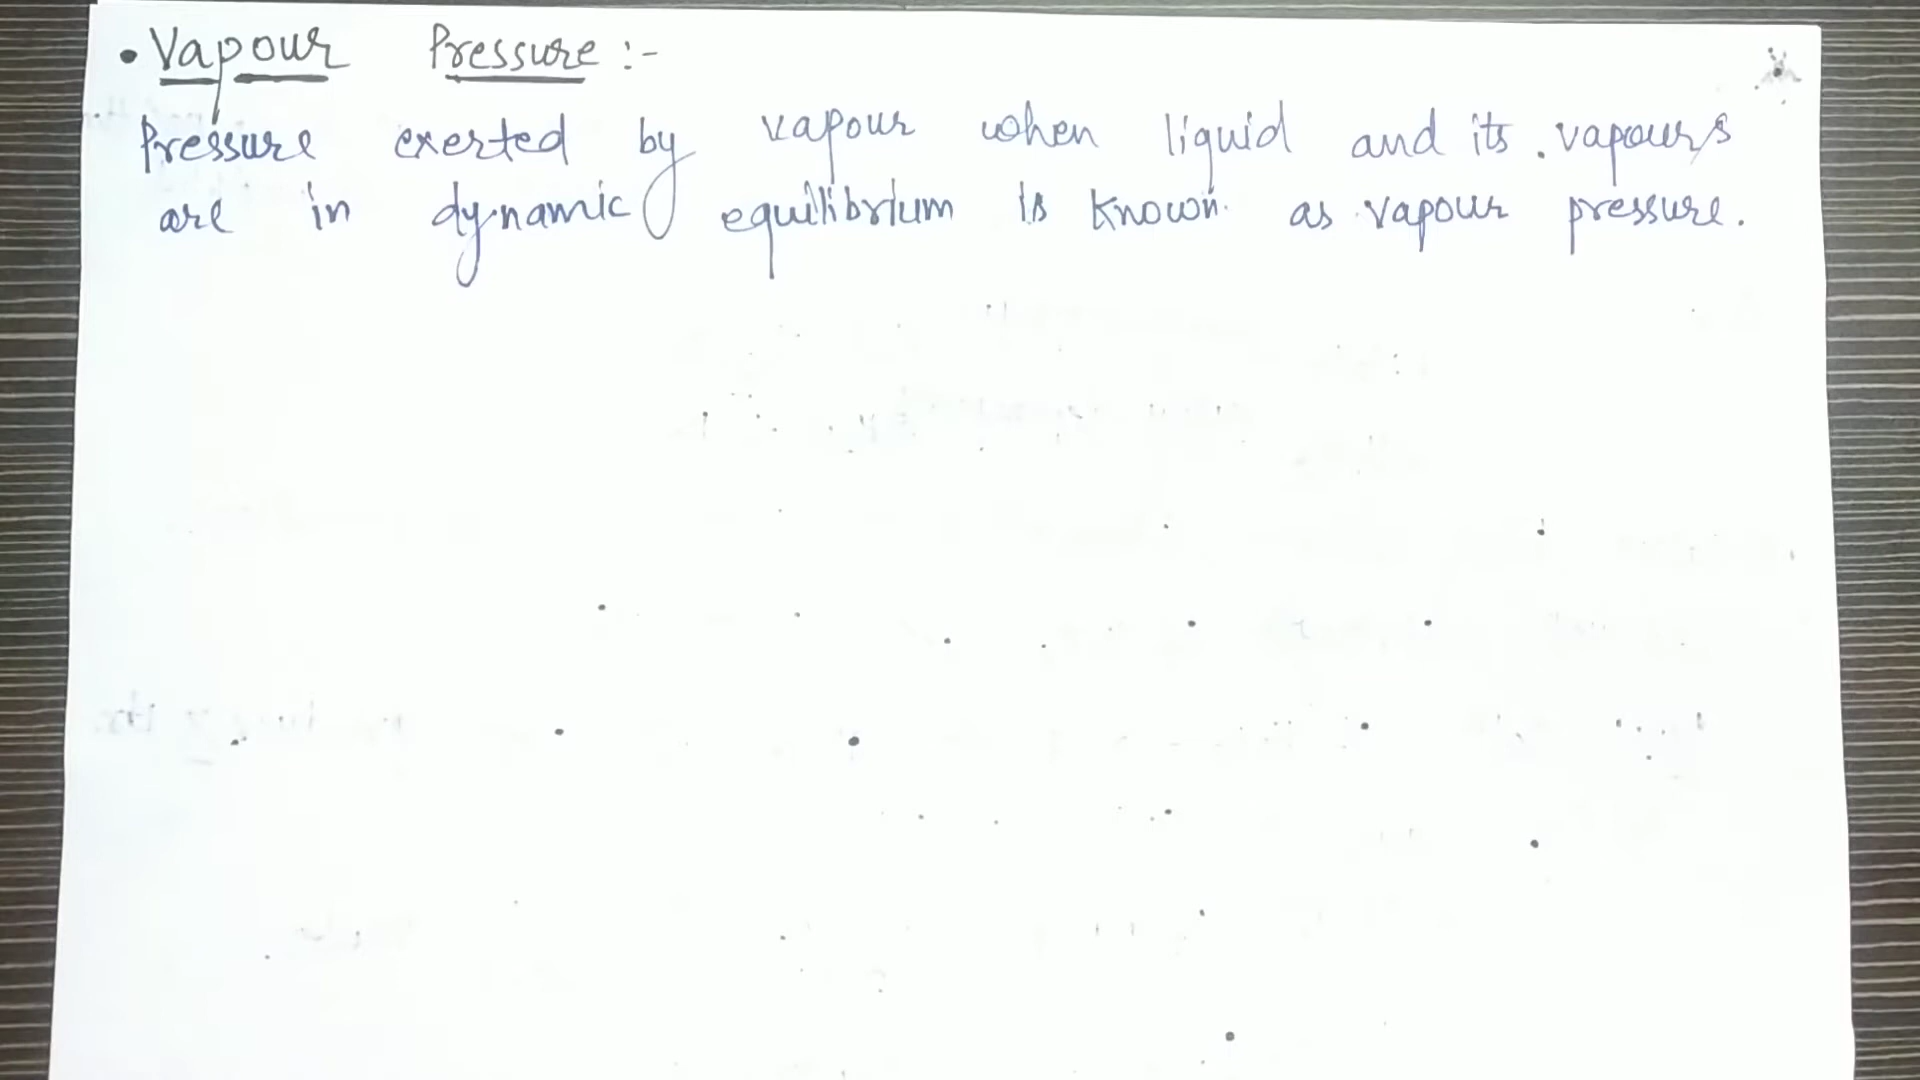 • Vapour Pressure :-
Pressure exerted by vapour when liquid and its vapours
are in dynamic equilibrium is known as vapour pressure.